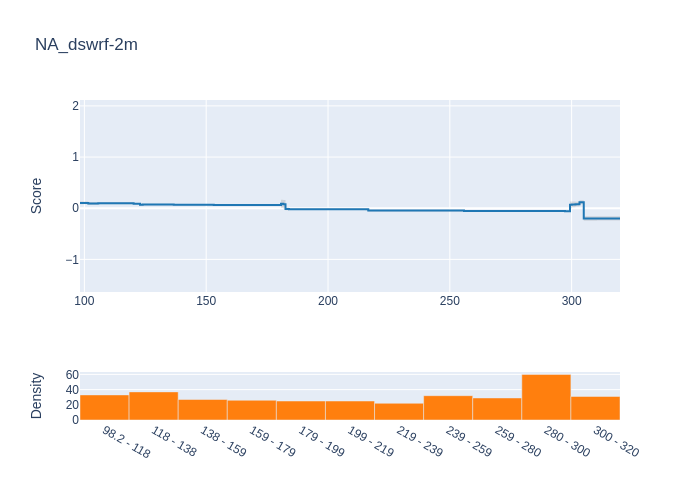 NA_dswrf-2m
Score
2
1
0
−1
100 150 200 250 300
Density
60
40
20
0
98.2 - 118
118 - 138
138 - 159
159 - 179
179 - 199
199 - 219
219 - 239
239 - 259
259 - 280
280 - 300
300 - 320